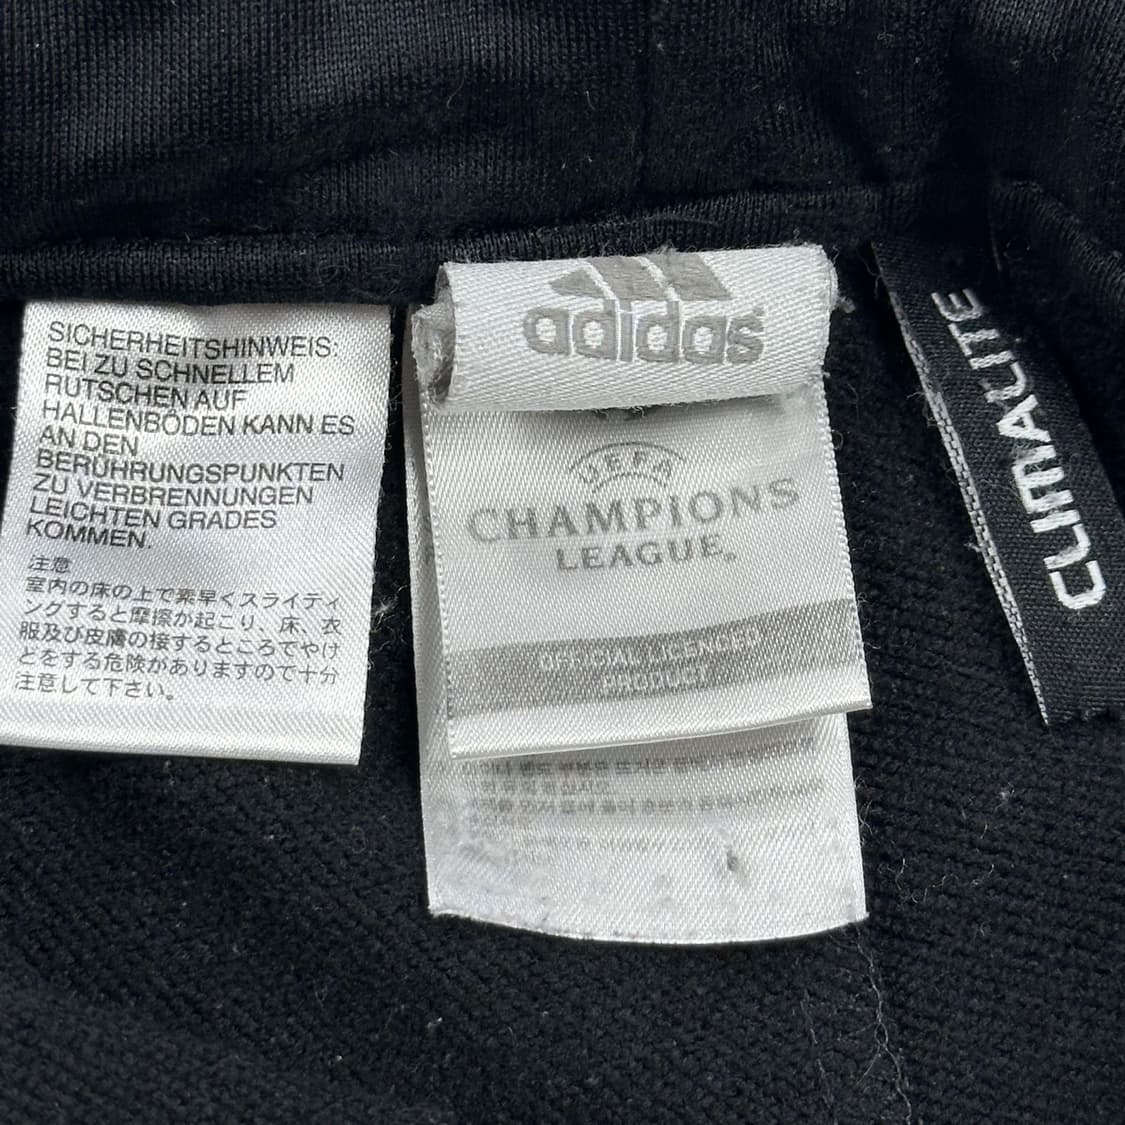 SICHERHEITSHINWEIS:
BEI ZU SCHNELLEM
RUTSCHEN AUF
HALLENBÖDEN KANN ES
AN DEN
BERÜHRUNGSPUNKTEN
ZU VERBRENNUNGEN
LEICHTEN GRADES
KOMMEN.
注意
室内の床の上で素早くスライディ
ングすると摩擦が起こり、床、衣
服及び皮膚の接するところでやけ
どをする危険がありますので十分
注意して下さい。
adidas®
UEFA
CHAMPIONS
LEAGUE®
OFFICIAL LICENCED
PRODUCT
CLIMALITE